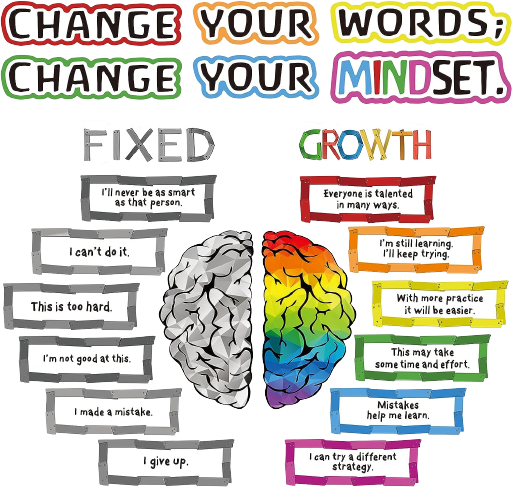 CHANGE YOUR WORDS;
CHANGE YOUR MINDSET.
FIXED
I'll never be as smart
as that person.
I can't do it.
This is too hard.
I'm not good at this.
I made a mistake.
I give up.
GROWTH
Everyone is talented
in many ways.
I'm still learning.
I'll keep trying.
With more practice
it will be easier.
This may take
some time and effort.
Mistakes
help me learn.
I can try a different
strategy.